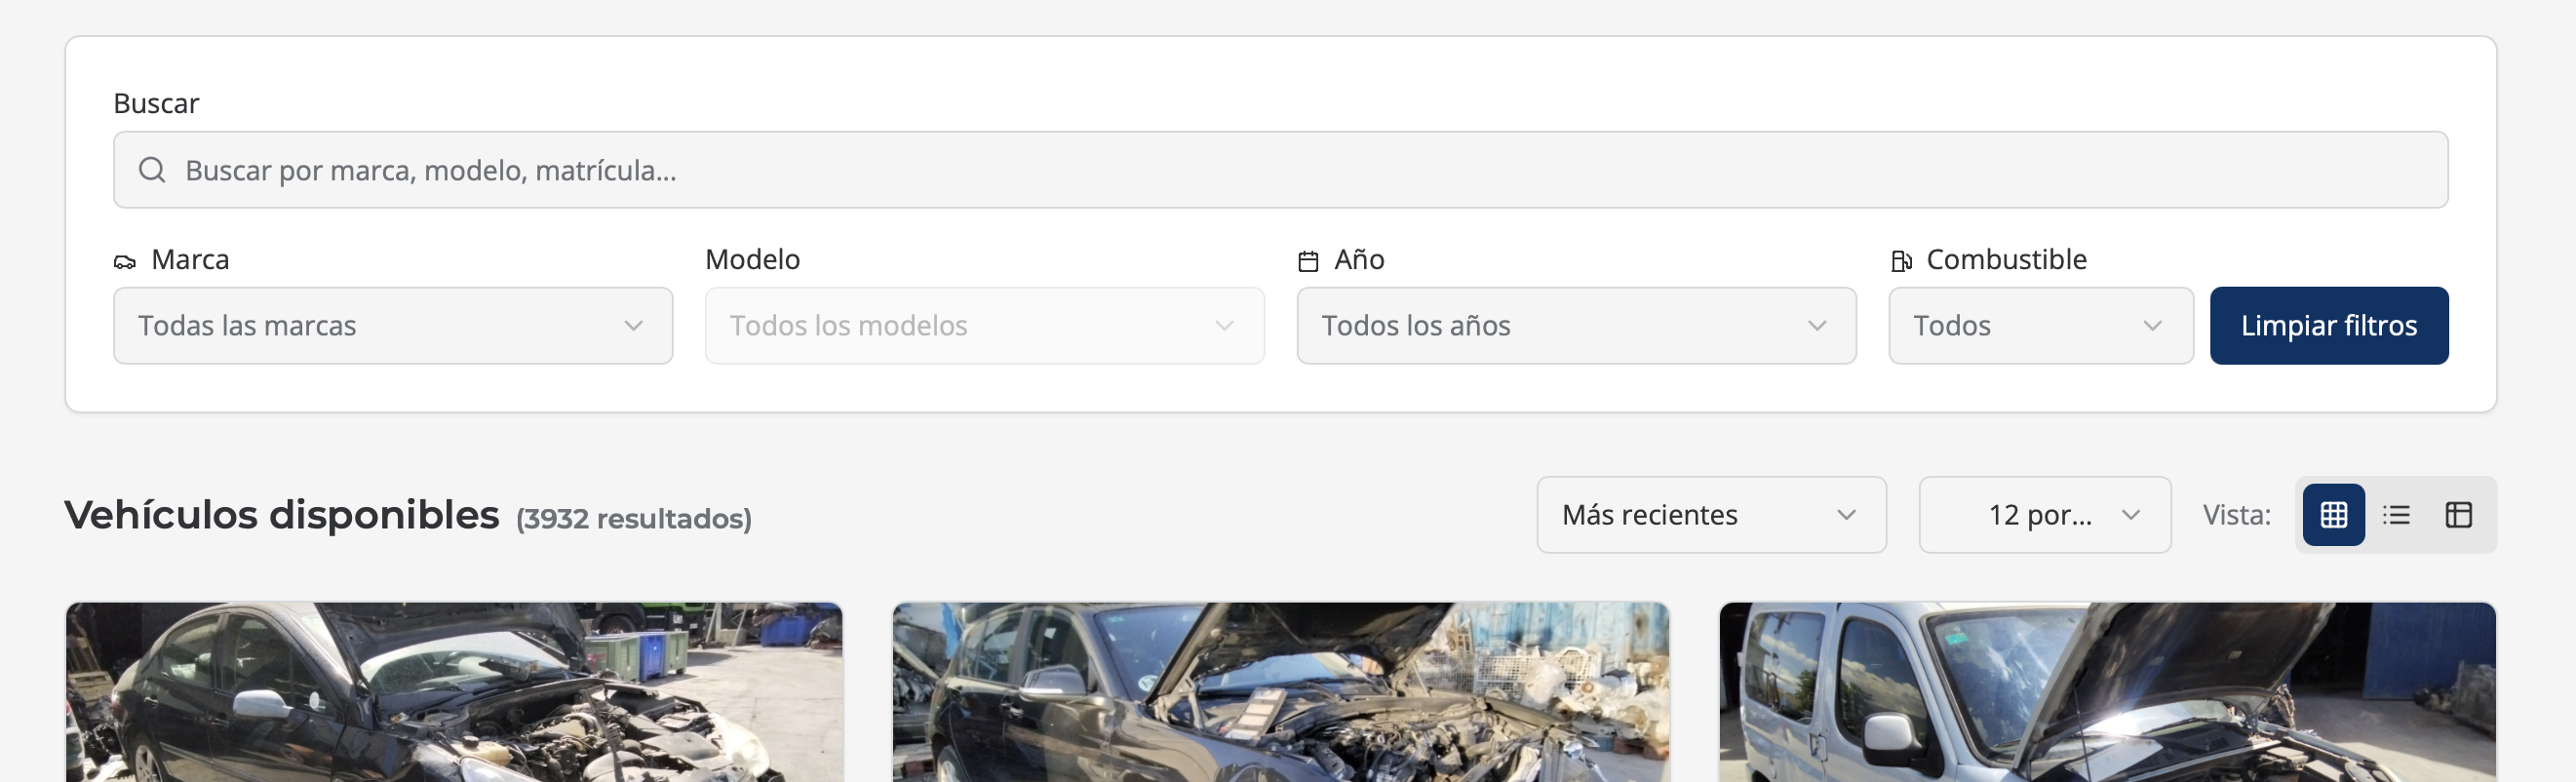 Buscar
Buscar por marca, modelo, matrícula...
Marca
Modelo
Año
Combustible
Todas las marcas
Todos los modelos
Todos los años
Todos
Limpiar filtros
Vehículos disponibles (3932 resultados)
Más recientes
12 por...
Vista: